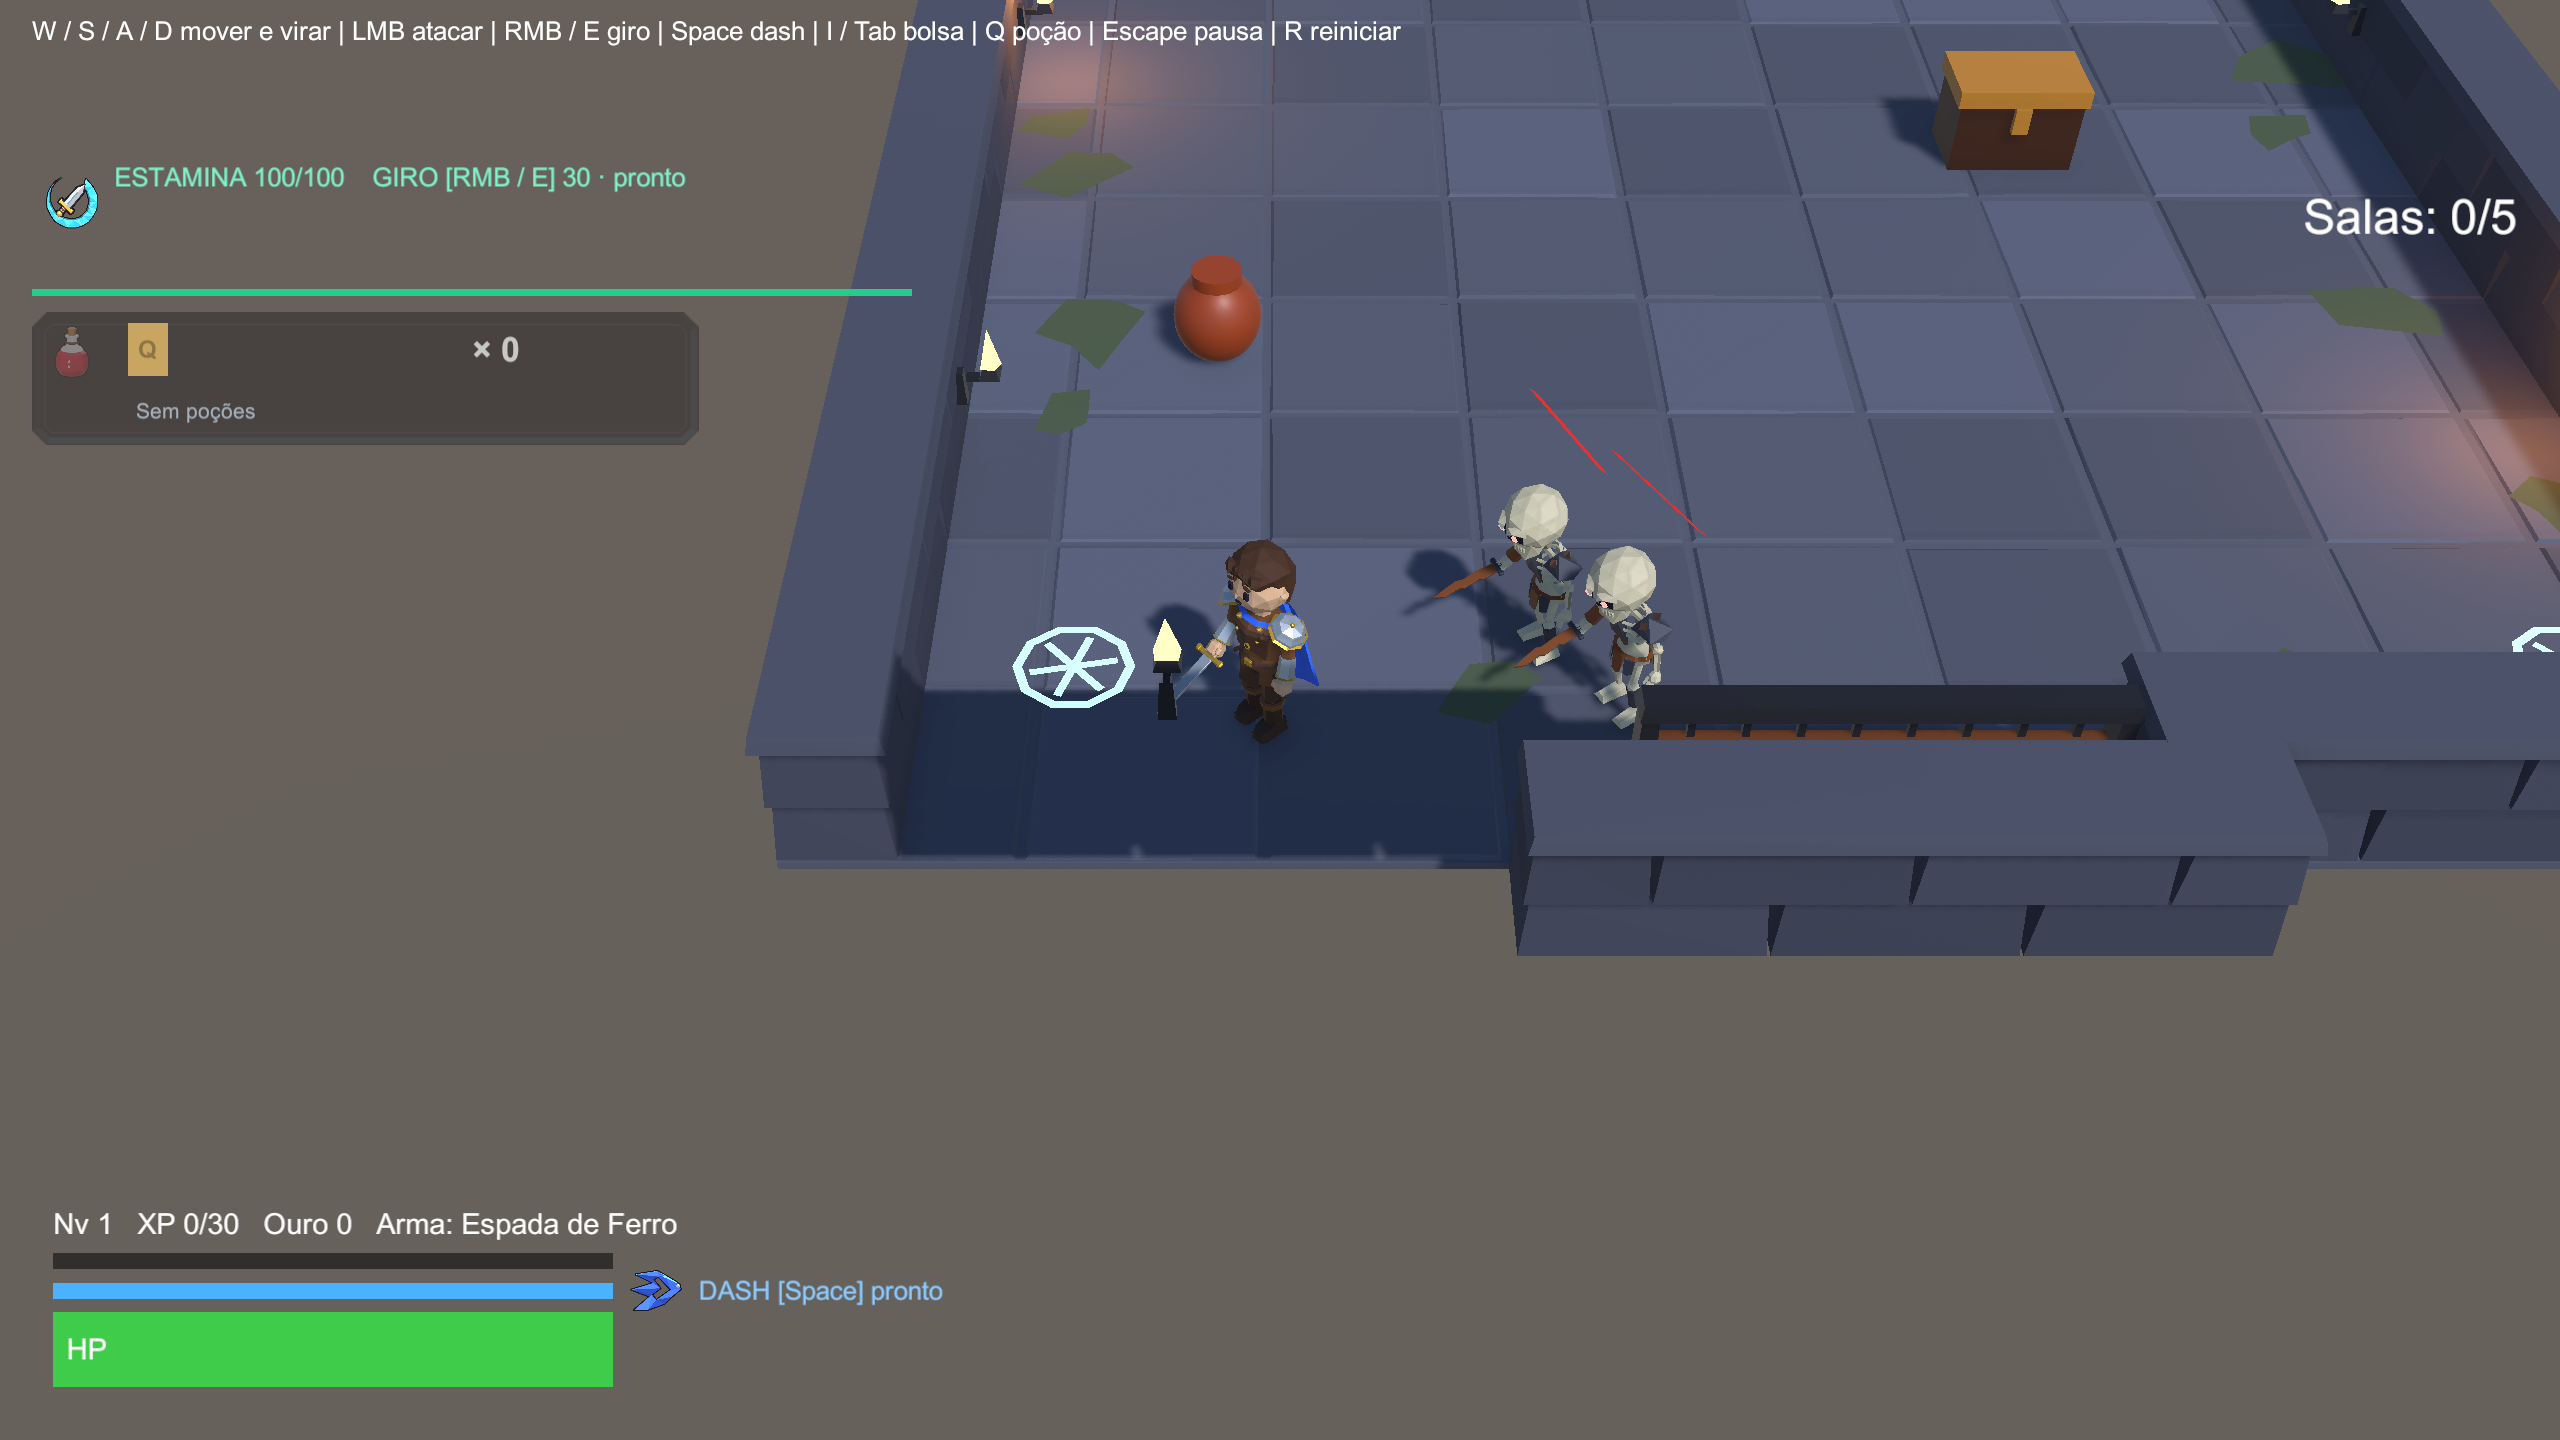 W / S / A / D mover e virar | LMB atacar | RMB / E giro | Space dash | I / Tab bolsa | Q poção | Escape pausa | R reiniciar
ESTAMINA 100/100 GIRO [RMB / E] 30 · pronto
Salas: 0/5
Q × 0
Sem poções
Nv 1 XP 0/30 Ouro 0 Arma: Espada de Ferro
DASH [Space] pronto
HP